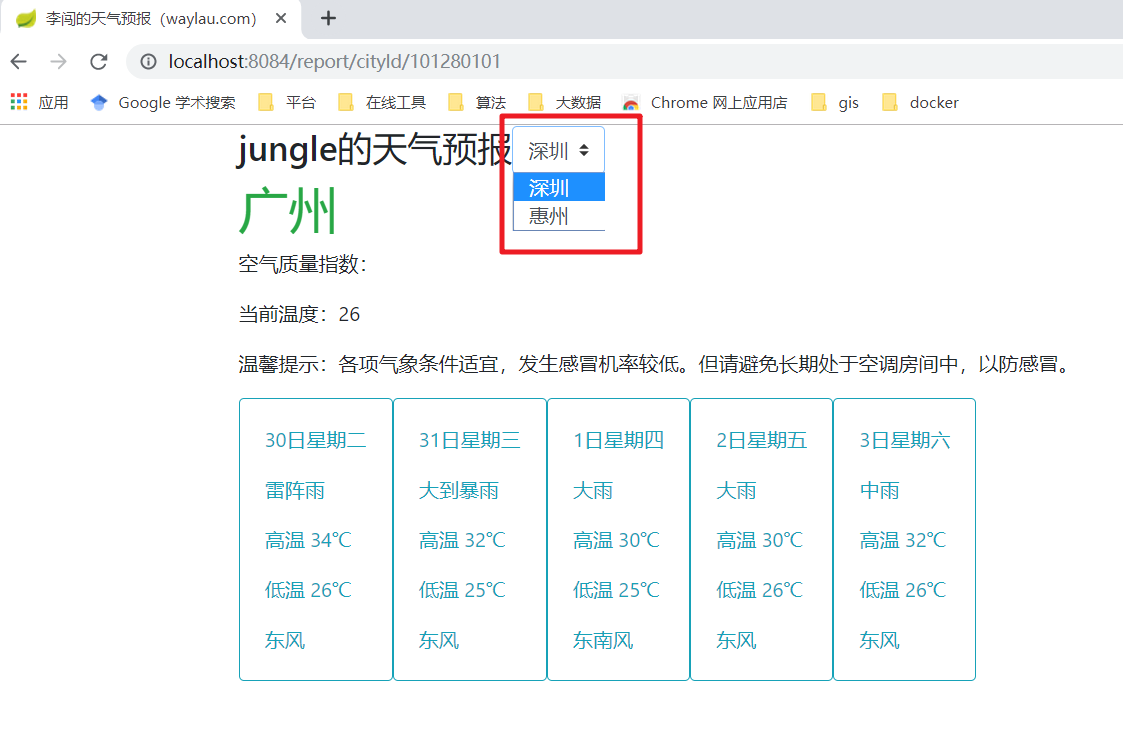 李闯的天气预报（waylau.com）
localhost:8084/report/cityId/101280101
应用 Google 学术搜索 平台 在线工具 算法 大数据 Chrome 网上应用店 gis docker
jungle的天气预报 深圳
深圳
惠州
广州
空气质量指数：
当前温度：26
温馨提示：各项气象条件适宜，发生感冒机率较低。但请避免长期处于空调房间中，以防感冒。
30日星期二 31日星期三 1日星期四 2日星期五 3日星期六
雷阵雨 大到暴雨 大雨 大雨 中雨
高温 34℃ 高温 32℃ 高温 30℃ 高温 30℃ 高温 32℃
低温 26℃ 低温 25℃ 低温 25℃ 低温 26℃ 低温 26℃
东风 东风 东南风 东风 东风